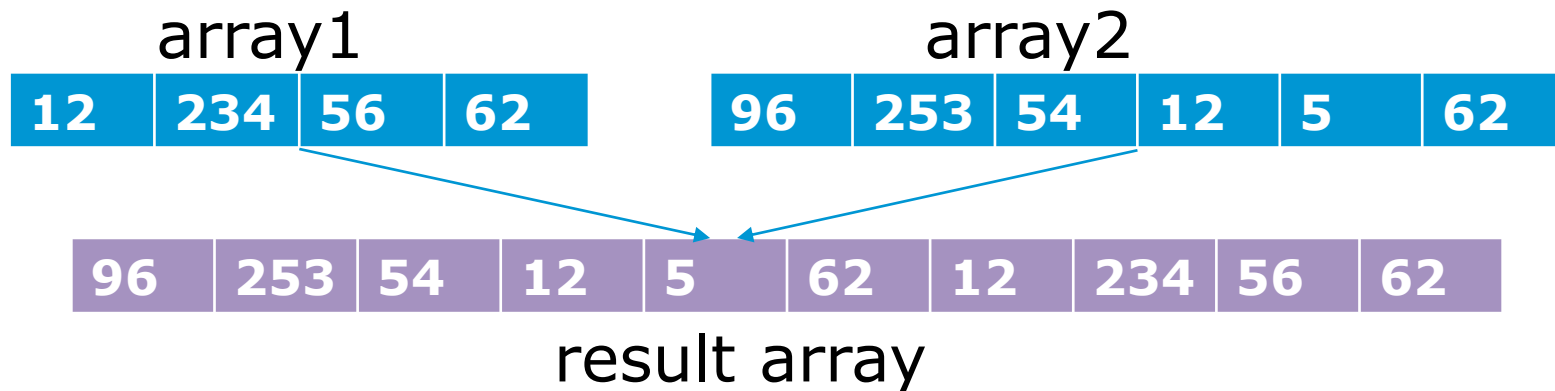 array1 array2
12 234 56 62 96 253 54 12 5 62
96 253 54 12 5 62 12 234 56 62
result array